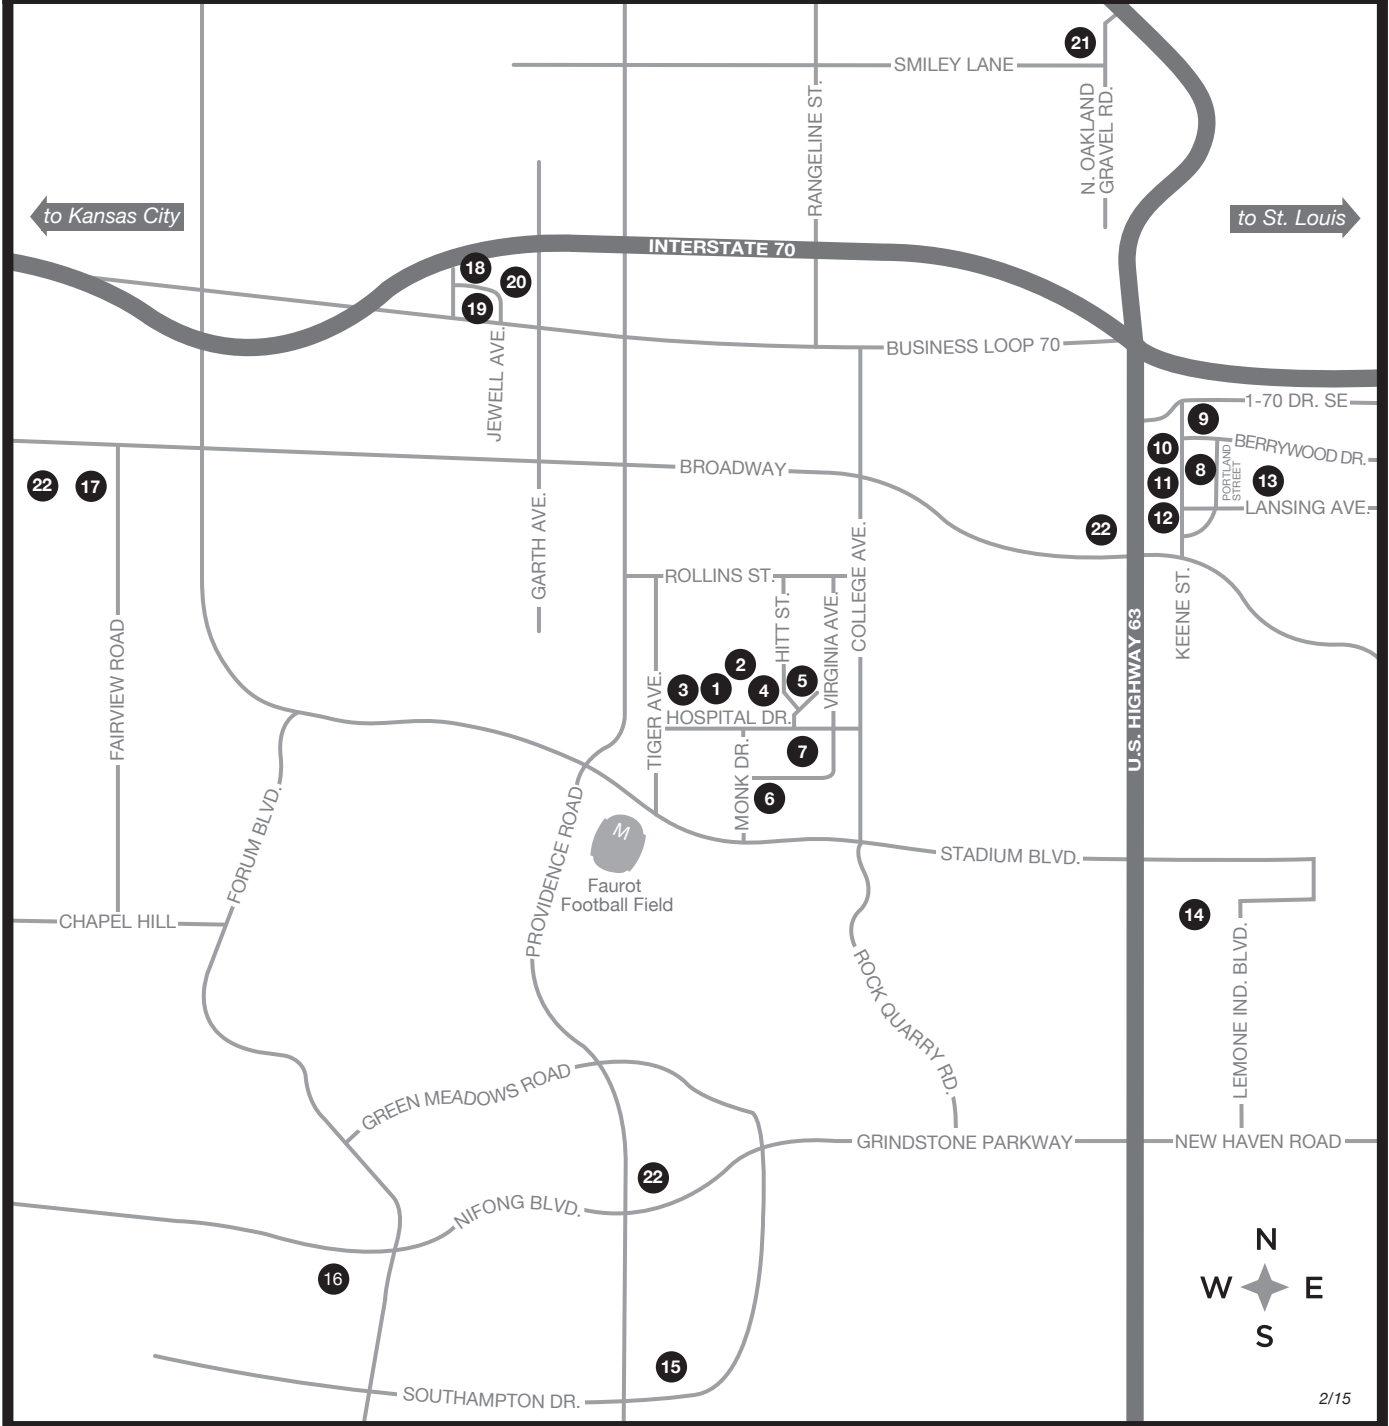 21
SMILEY LANE
RANGELINE ST.
N. OAKLAND
GRAVEL RD.
to Kansas City
to St. Louis
INTERSTATE 70
18
20
19
JEWELL AVE.
BUSINESS LOOP 70
1-70 DR. SE
9
BERRYWOOD DR.
10
8
PORTLAND
STREET
13
11
LANSING AVE.
12
BROADWAY
22
17
22
GARTH AVE.
ROLLINS ST.
HITT ST.
VIRGINIA AVE.
COLLEGE AVE.
KEENE ST.
U.S. HIGHWAY 63
FAIRVIEW ROAD
2
3
1
4
5
TIGER AVE.
HOSPITAL DR.
7
MONK DR.
6
FORUM BLVD.
PROVIDENCE ROAD
M
Faurot
Football Field
STADIUM BLVD.
CHAPEL HILL
14
ROCK QUARRY RD.
LEMONE IND. BLVD.
GREEN MEADOWS ROAD
GRINDSTONE PARKWAY
NEW HAVEN ROAD
22
NIFONG BLVD.
16
N
W E
S
15
SOUTHAMPTON DR.
2/15